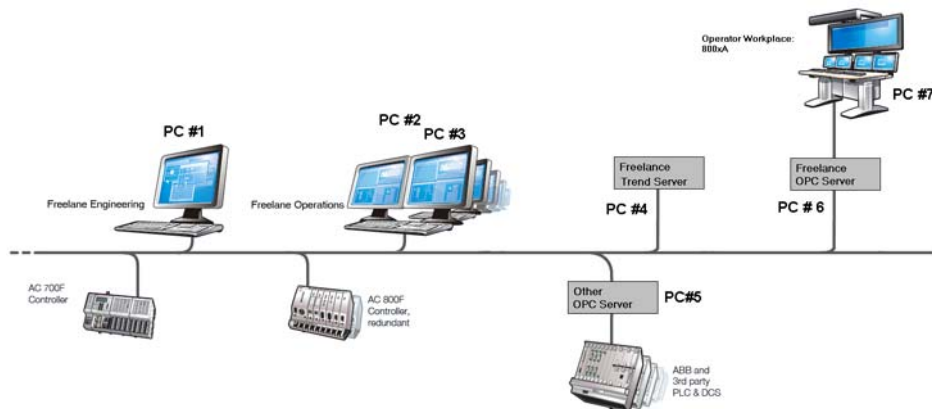 Operator Workplace:
800xA
PC #7
PC #2
PC #3
PC #1
Freelance
Trend Server
Freelance
OPC Server
Freelane Engineering
Freelane Operations
PC #4
PC # 6
AC 700F
Controller
AC 800F
Controller,
redundant
Other
OPC Server
PC#5
ABB and
3rd party
PLC & DCS